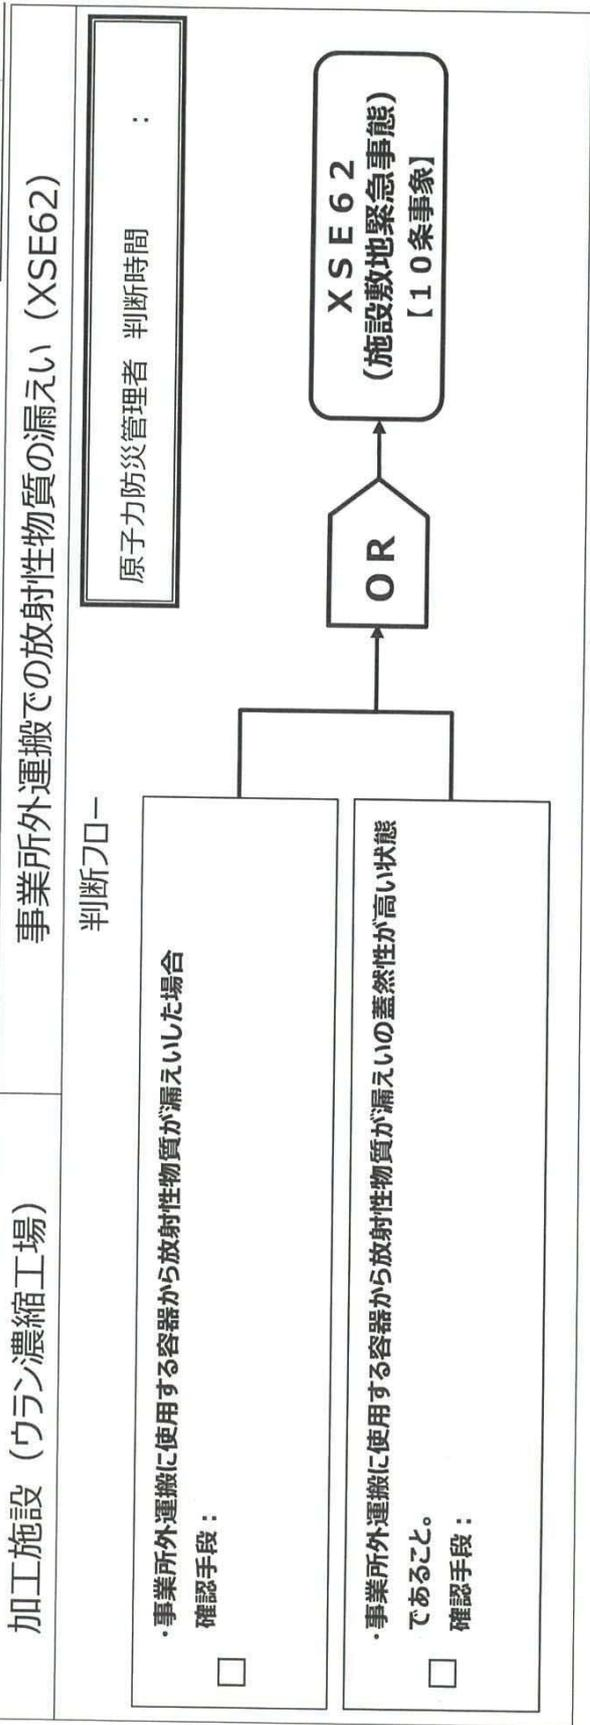 加工施設（ウラン濃縮工場）
事業所外運搬での放射性物質の漏えい（XSE62）
判断フロー
原子力防災管理者　判断時間　　　：
・事業所外運搬に使用する容器から放射性物質が漏えいした場合
確認手段：
□
・事業所外運搬に使用する容器から放射性物質が漏えいの蓋然性が高い状態
であること。
確認手段：
□
ＯＲ
ＸＳＥ６２
（施設敷地緊急事態）
【１０条事象】